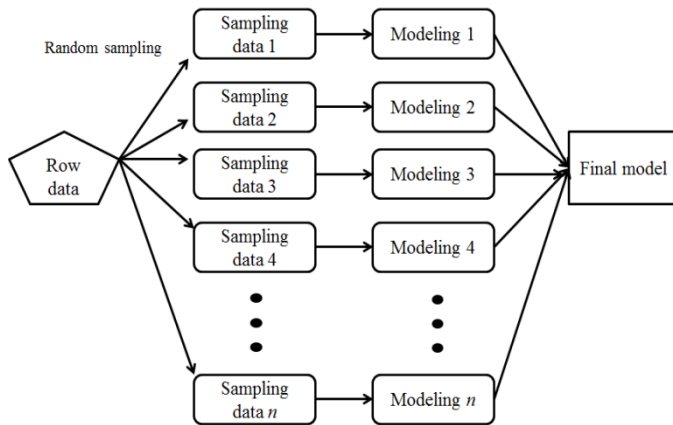 Random sampling
Row
data
Sampling
data 1
Modeling 1
Sampling
data 2
Modeling 2
Sampling
data 3
Modeling 3
Sampling
data 4
Modeling 4
Sampling
data n
Modeling n
Final model